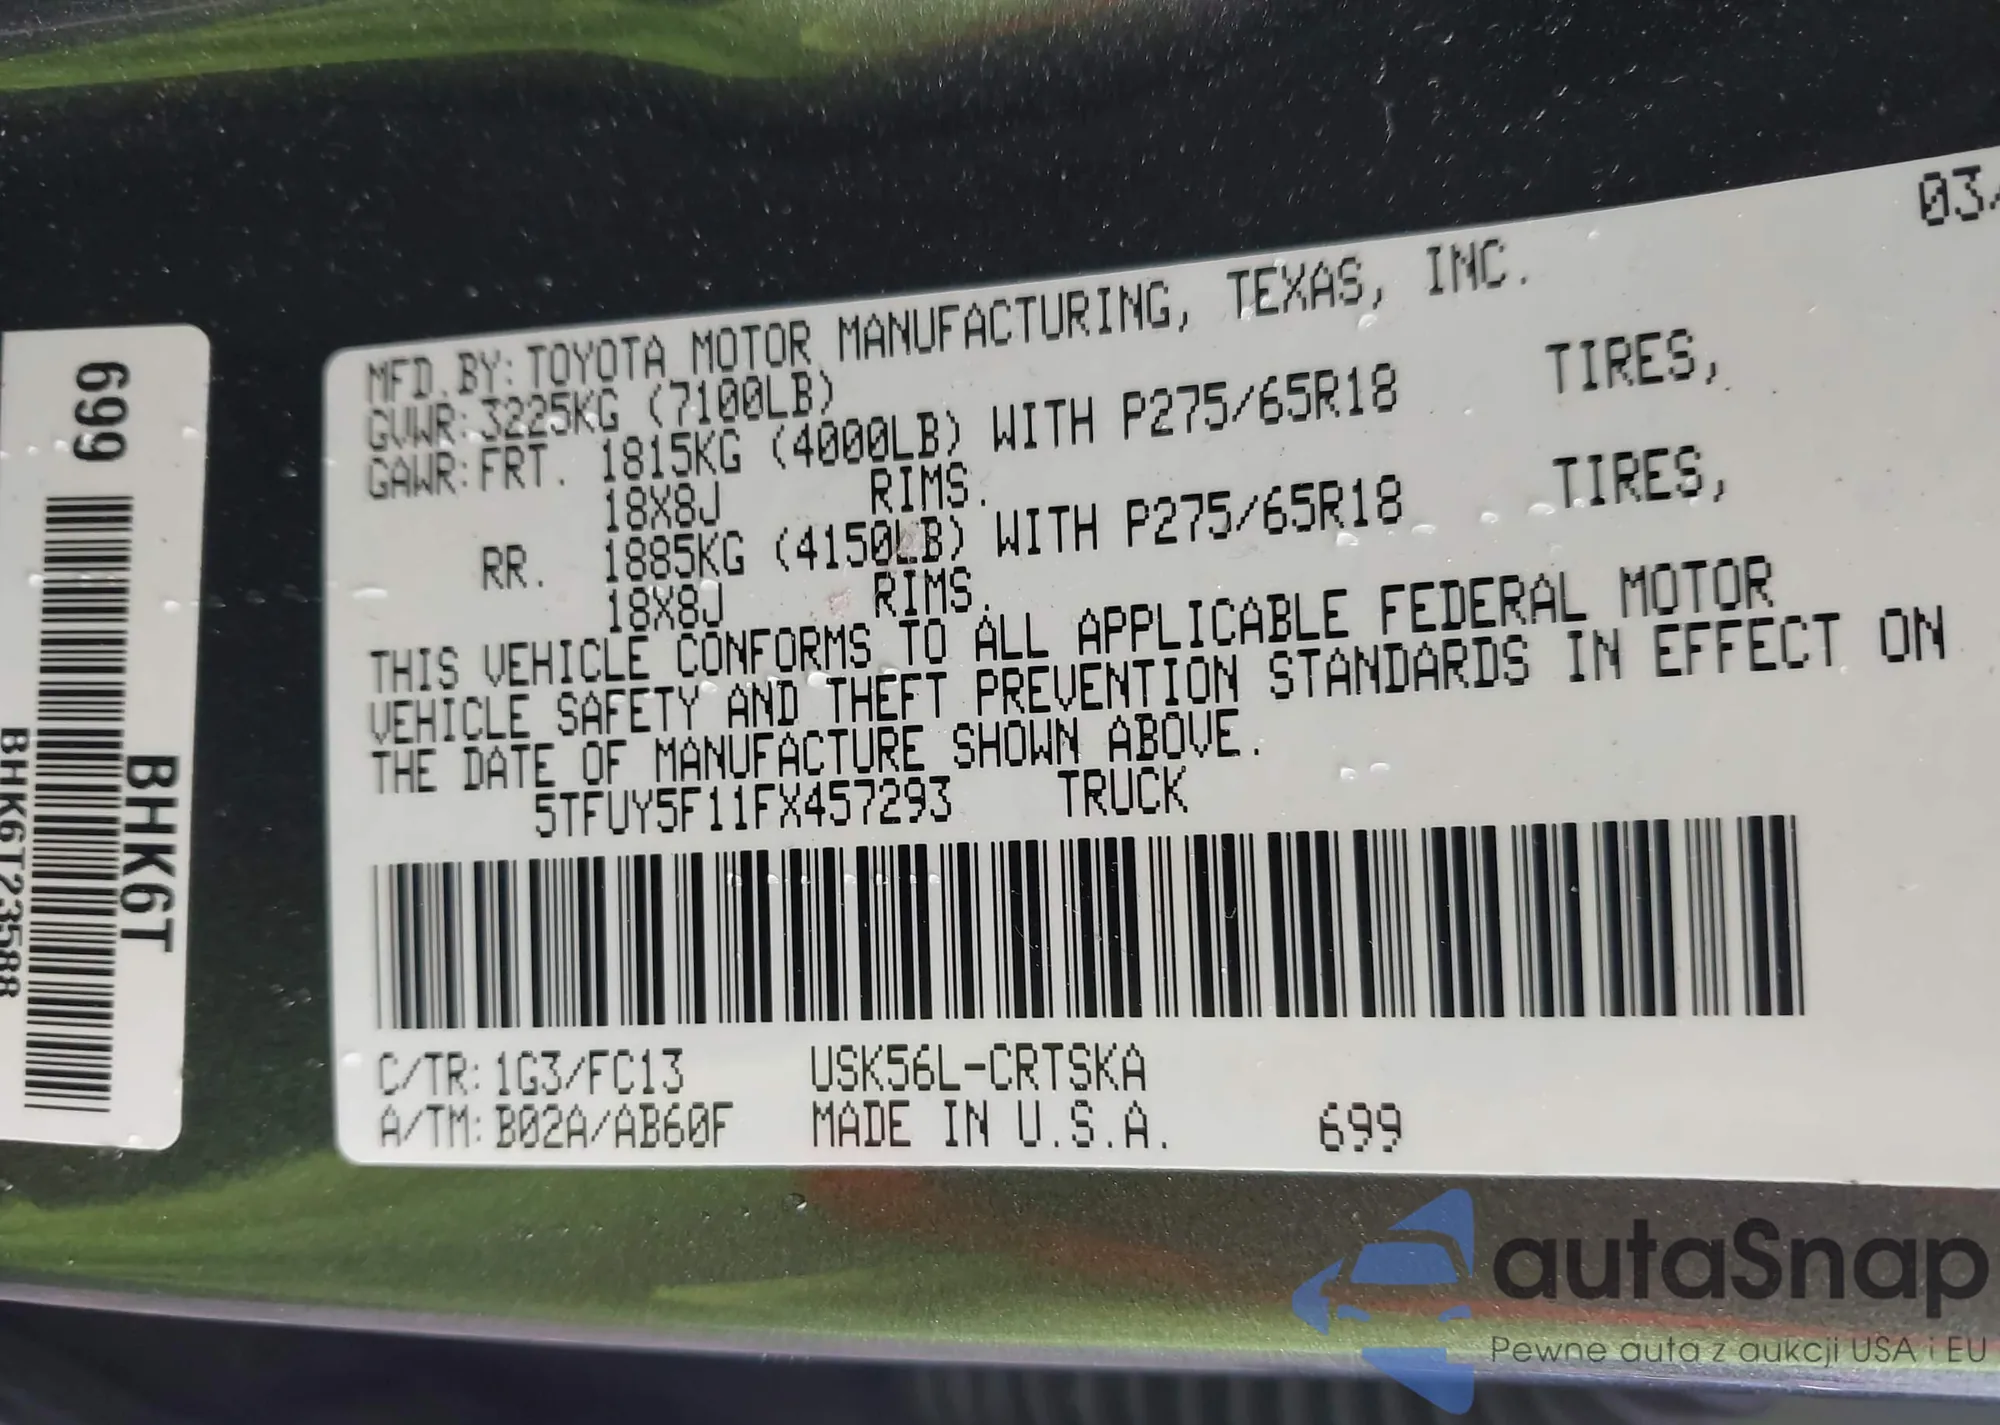 03/
MFD.BY: TOYOTA MOTOR MANUFACTURING, TEXAS, INC.
GVWR: 3225KG (7100LB)
GAWR: FRT. 1815KG (4000LB) WITH P275/65R18 TIRES,
18X8J RIMS.
RR. 1885KG (4150LB) WITH P275/65R18 TIRES,
18X8J RIMS.
THIS VEHICLE CONFORMS TO ALL APPLICABLE FEDERAL MOTOR
VEHICLE SAFETY AND THEFT PREVENTION STANDARDS IN EFFECT ON
THE DATE OF MANUFACTURE SHOWN ABOVE.
5TFUY5F11FX457293 TRUCK
C/TR: 1G3/FC13 USK56L-CRTSKA
A/TM: B02A/AB60F MADE IN U.S.A. 699
699
BHK6T
BHK6T23588
autaSnap
Pewne auta z aukcji USA i EU